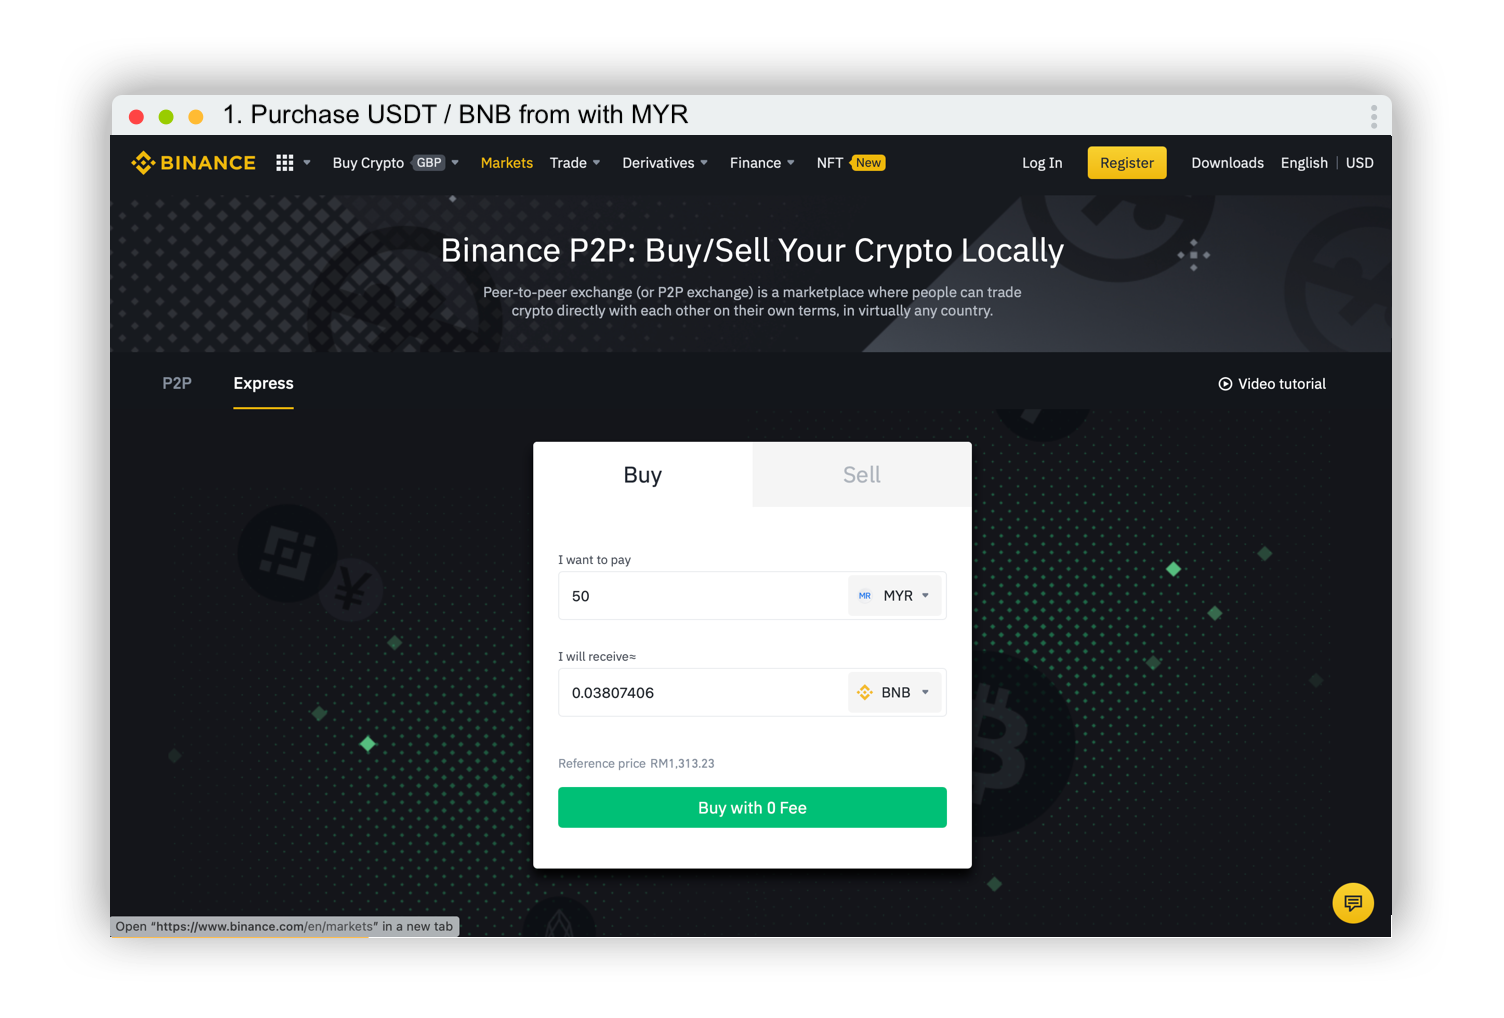 1. Purchase USDT / BNB from with MYR
BINANCE Buy Crypto GBP Markets Trade Derivatives Finance NFT New Log In Register Downloads English | USD
Binance P2P: Buy/Sell Your Crypto Locally
Peer-to-peer exchange (or P2P exchange) is a marketplace where people can trade
crypto directly with each other on their own terms, in virtually any country.
P2P Express Video tutorial
Buy Sell
I want to pay
50 MR MYR
I will receive≈
0.03807406 BNB
Reference price RM1,313.23
Buy with 0 Fee
Open “https://www.binance.com/en/markets” in a new tab